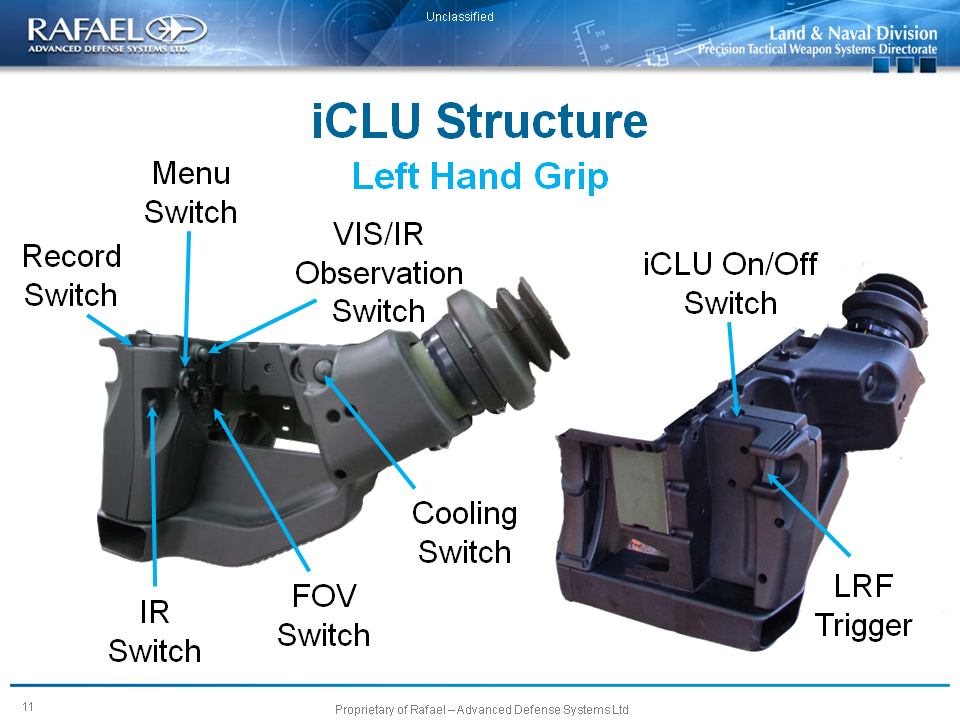 Unclassified
RAFAEL
ADVANCED DEFENSE SYSTEMS LTD.
Land & Naval Division
Precision Tactical Weapon Systems Directorate
iCLU Structure
Left Hand Grip
Menu
Switch
Record
Switch
VIS/IR
Observation
Switch
iCLU On/Off
Switch
Cooling
Switch
IR
Switch
FOV
Switch
LRF
Trigger
11
Proprietary of Rafael – Advanced Defense Systems Ltd